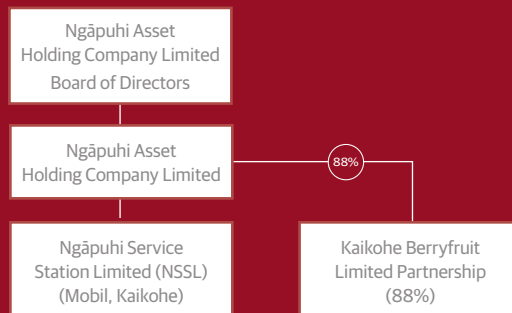 Ngāpuhi Asset
Holding Company Limited
Board of Directors
Ngāpuhi Asset
Holding Company Limited
88%
Ngāpuhi Service
Station Limited (NSSL)
(Mobil, Kaikohe)
Kaikohe Berryfruit
Limited Partnership
(88%)